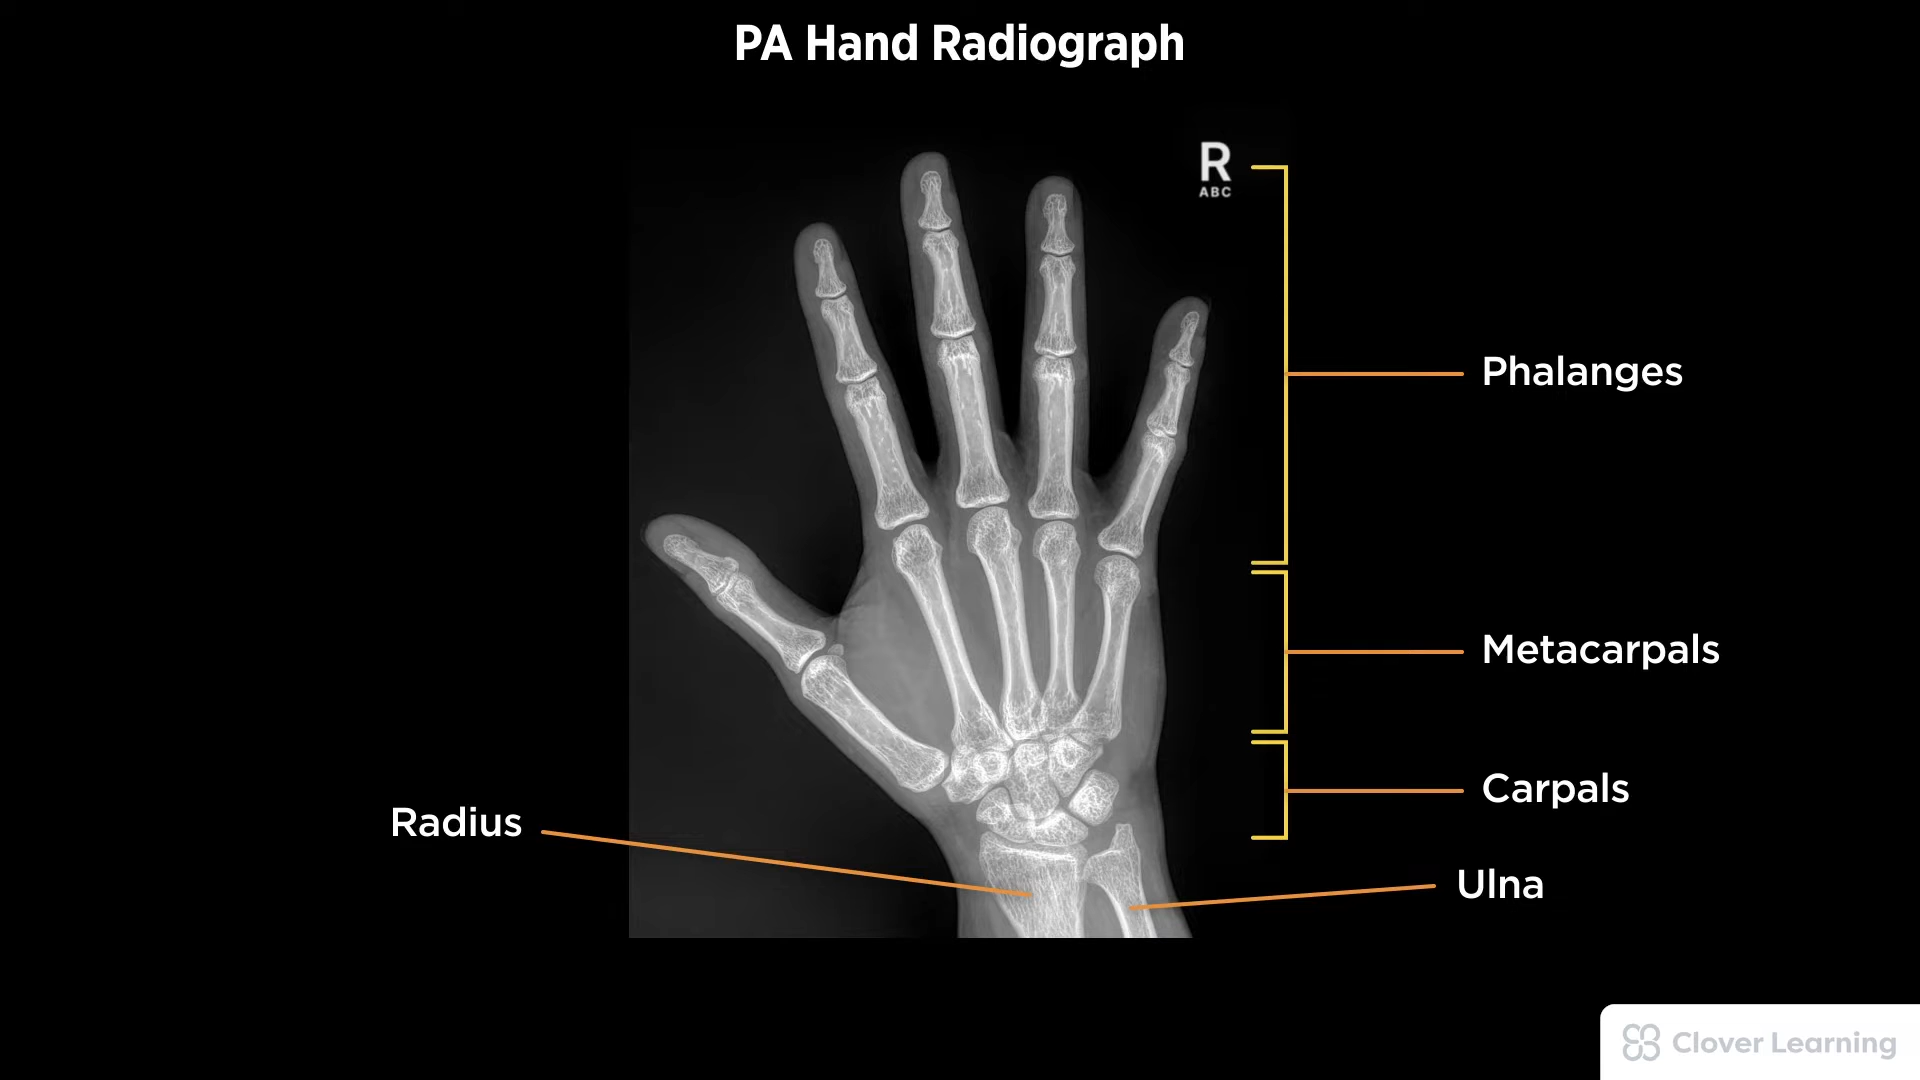 PA Hand Radiograph
R
ABC
Phalanges
Metacarpals
Carpals
Radius
Ulna
Clover Learning